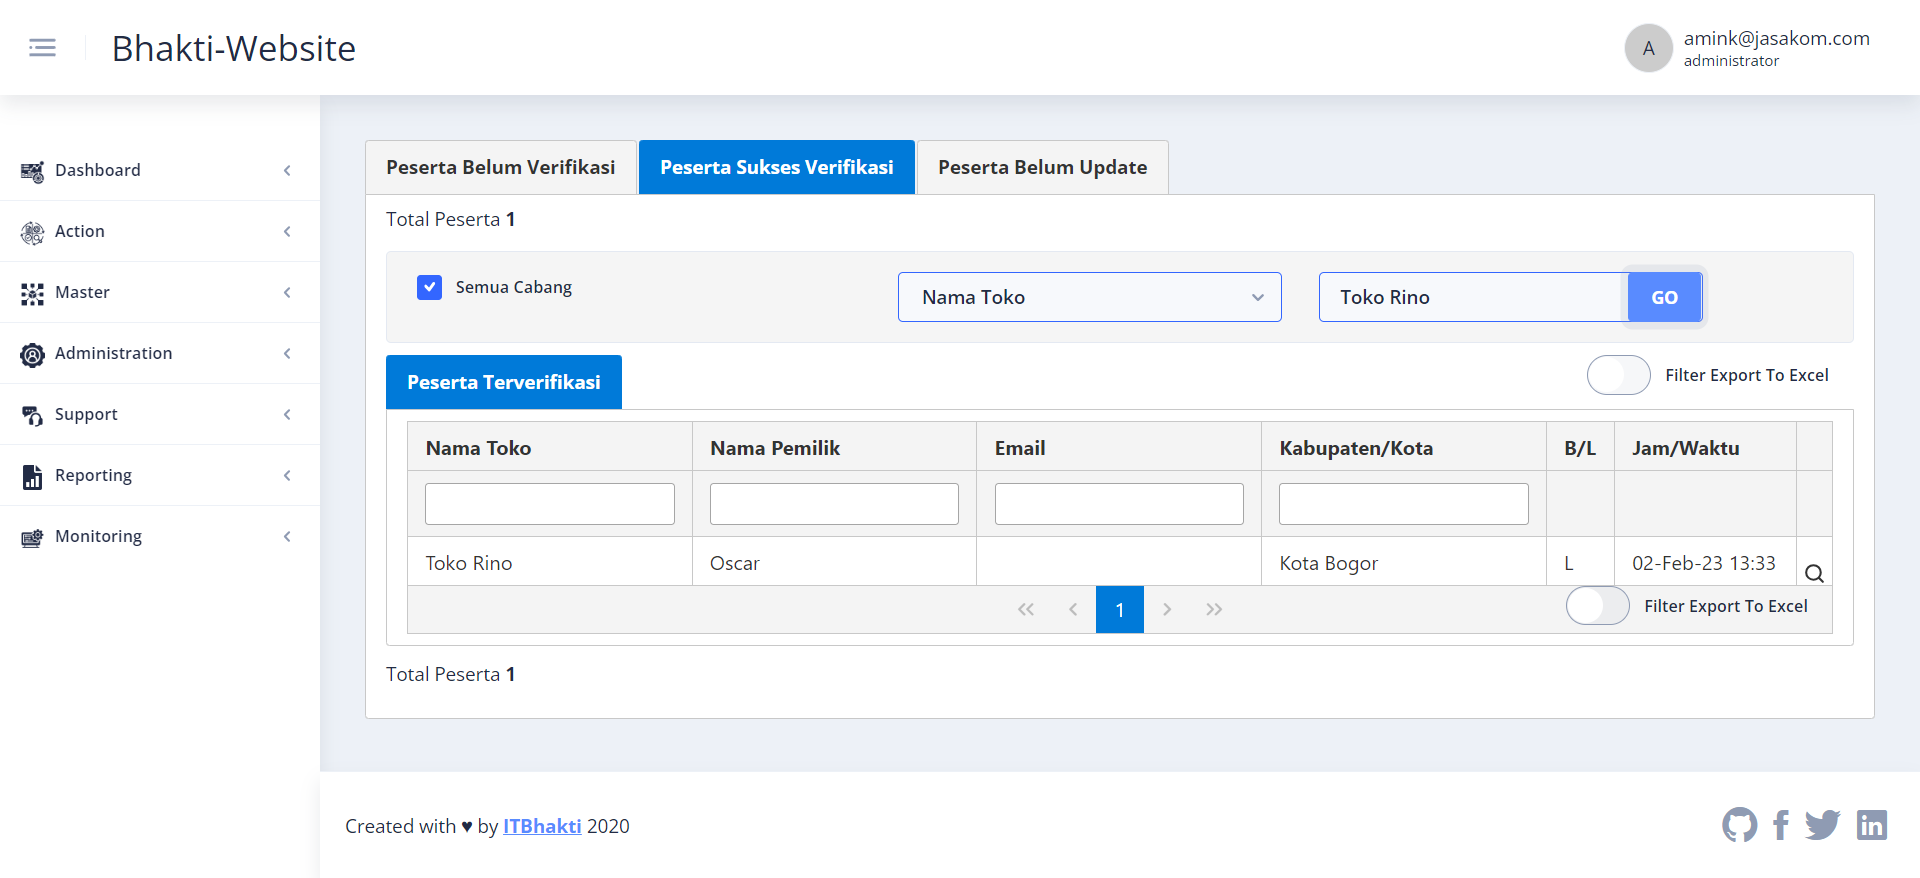 Bhakti-Website
A
amink@jasakom.com
administrator
Dashboard
Action
Master
Administration
Support
Reporting
Monitoring
Peserta Belum Verifikasi
Peserta Sukses Verifikasi
Peserta Belum Update
Total Peserta 1
Semua Cabang
Nama Toko
Toko Rino
GO
Peserta Terverifikasi
Filter Export To Excel
Nama Toko Nama Pemilik Email Kabupaten/Kota B/L Jam/Waktu
Toko Rino Oscar Kota Bogor L 02-Feb-23 13:33
1
Filter Export To Excel
Total Peserta 1
Created with ♥ by ITBhakti 2020